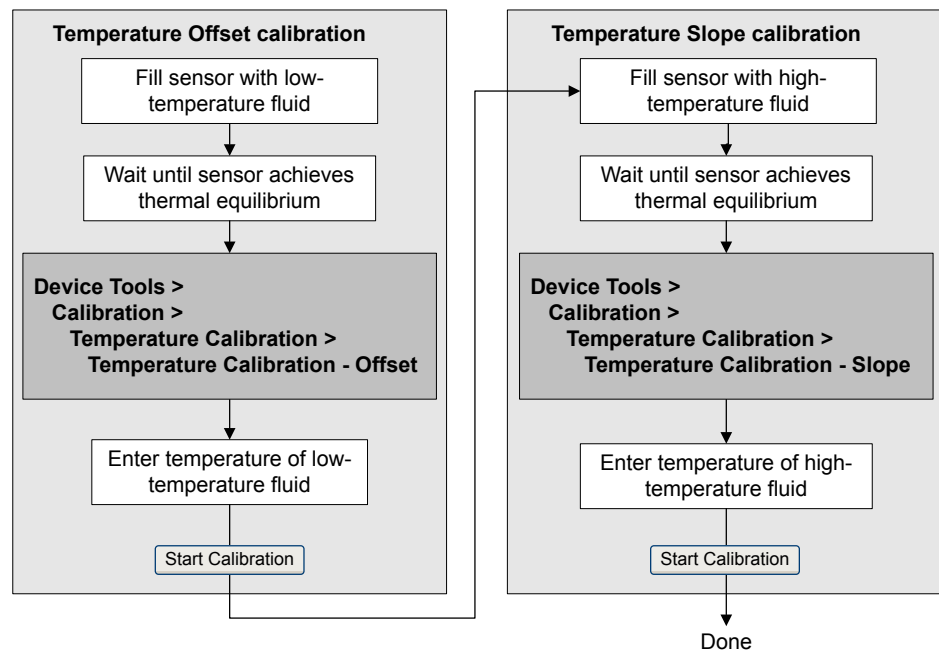 Temperature Offset calibration
Fill sensor with low-
temperature fluid
Wait until sensor achieves
thermal equilibrium
Device Tools >
Calibration >
Temperature Calibration >
Temperature Calibration - Offset
Enter temperature of low-
temperature fluid
Start Calibration
Temperature Slope calibration
Fill sensor with high-
temperature fluid
Wait until sensor achieves
thermal equilibrium
Device Tools >
Calibration >
Temperature Calibration >
Temperature Calibration - Slope
Enter temperature of high-
temperature fluid
Start Calibration
Done